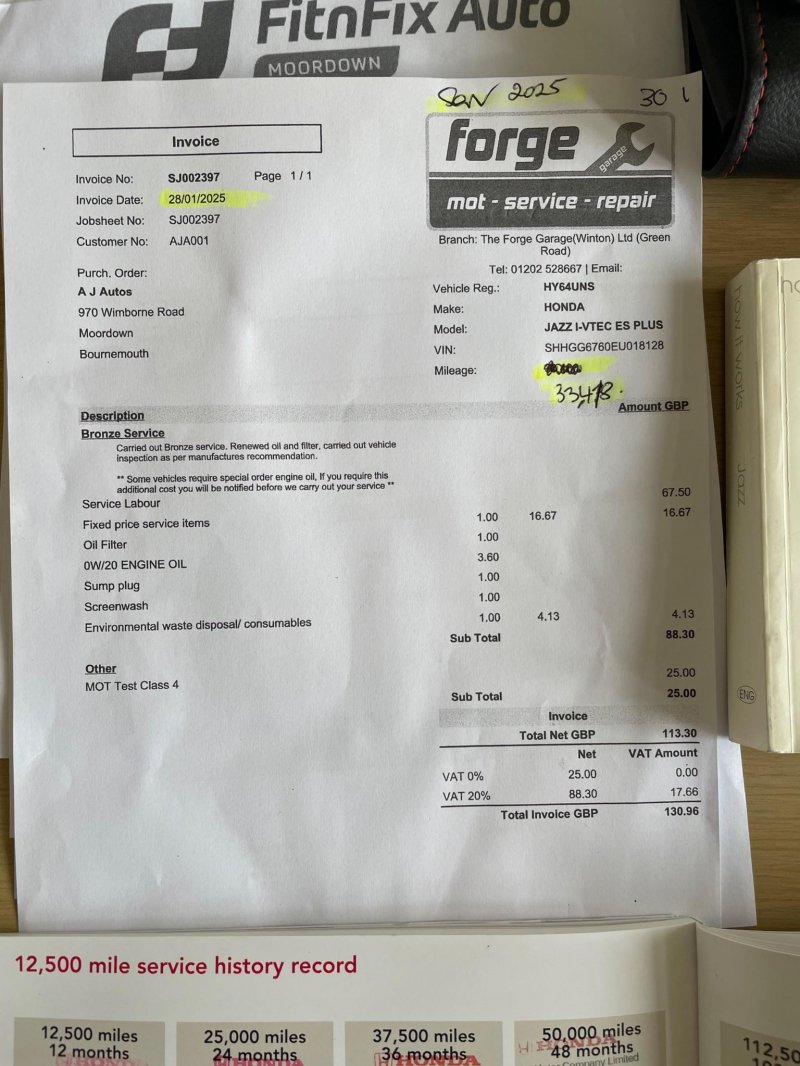 FitnFix Auto
MOORDOWN
2025 30
forge
garage
mot - service - repair
Invoice
Invoice No: SJ002397 Page 1 / 1
Invoice Date: 28/01/2025
Jobsheet No: SJ002397
Customer No: AJA001
Branch: The Forge Garage(Winton) Ltd (Green
Road)
Tel: 01202 528667 | Email:
Purch. Order:
A J Autos
970 Wimborne Road
Moordown
Bournemouth
Vehicle Reg.: HY64UNS
Make: HONDA
Model: JAZZ I-VTEC ES PLUS
VIN: SHHGG6760EU018128
Mileage:
33,478
Description Amount GBP
Bronze Service
Carried out Bronze service. Renewed oil and filter, carried out vehicle
inspection as per manufactures recommendation.
** Some vehicles require special order engine oil, If you require this
additional cost you will be notified before we carry out your service **
Service Labour 67.50
Fixed price service items 1.00 16.67 16.67
Oil Filter 1.00
0W/20 ENGINE OIL 3.60
Sump plug 1.00
Screenwash 1.00
Environmental waste disposal/ consumables 1.00 4.13 4.13
Sub Total 88.30
Other
MOT Test Class 4 25.00
Sub Total 25.00
Invoice
Total Net GBP 113.30
Net VAT Amount
VAT 0% 25.00 0.00
VAT 20% 88.30 17.66
Total Invoice GBP 130.96
how it works Jazz
ENG
12,500 mile service history record
12,500 miles
12 months
25,000 miles
24 months
37,500 miles
36 months
50,000 miles
48 months
HONDA
HONDA
HONDA
HONDA
Company Limited